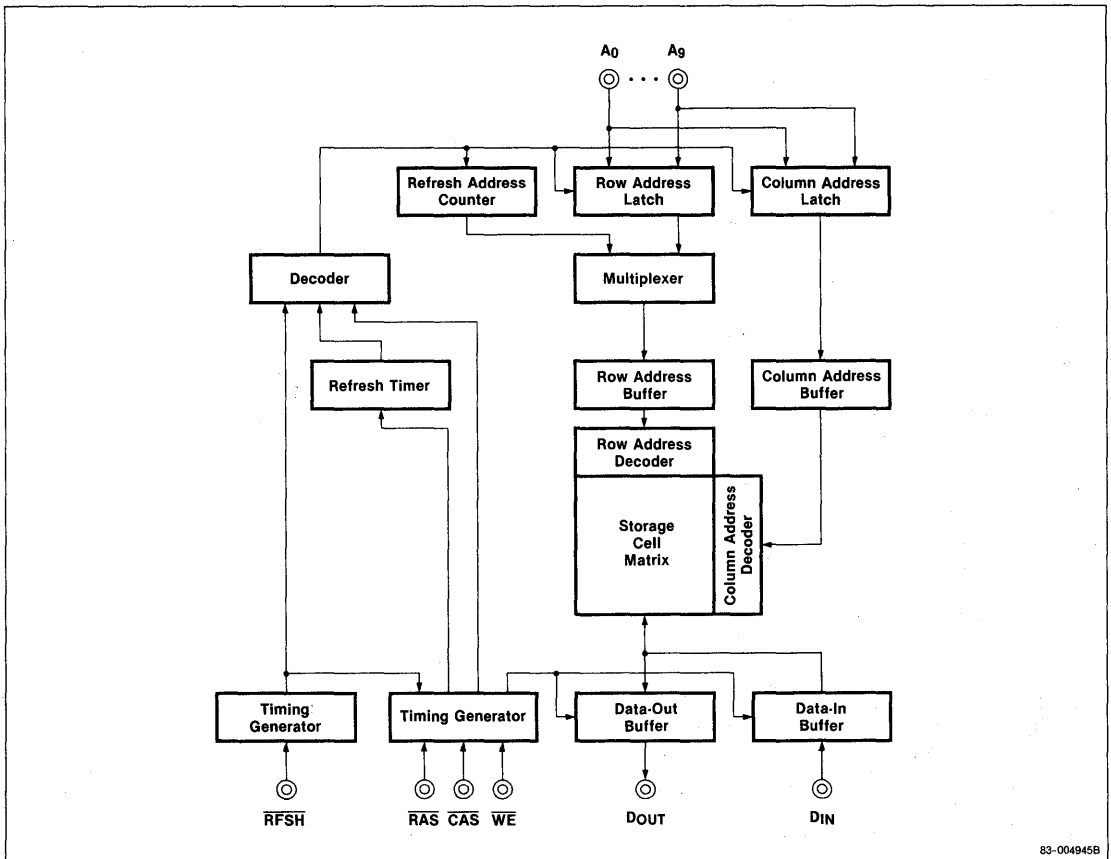 A0 ... A9
Refresh Address
Counter
Row Address
Latch
Column Address
Latch
Decoder
Multiplexer
Refresh Timer
Row Address
Buffer
Column Address
Buffer
Row Address
Decoder
Storage
Cell
Matrix
Column Address
Decoder
Timing
Generator
Timing Generator
Data-Out
Buffer
Data-In
Buffer
RFSH
RAS
CAS
WE
DOUT
DIN
83-004945B